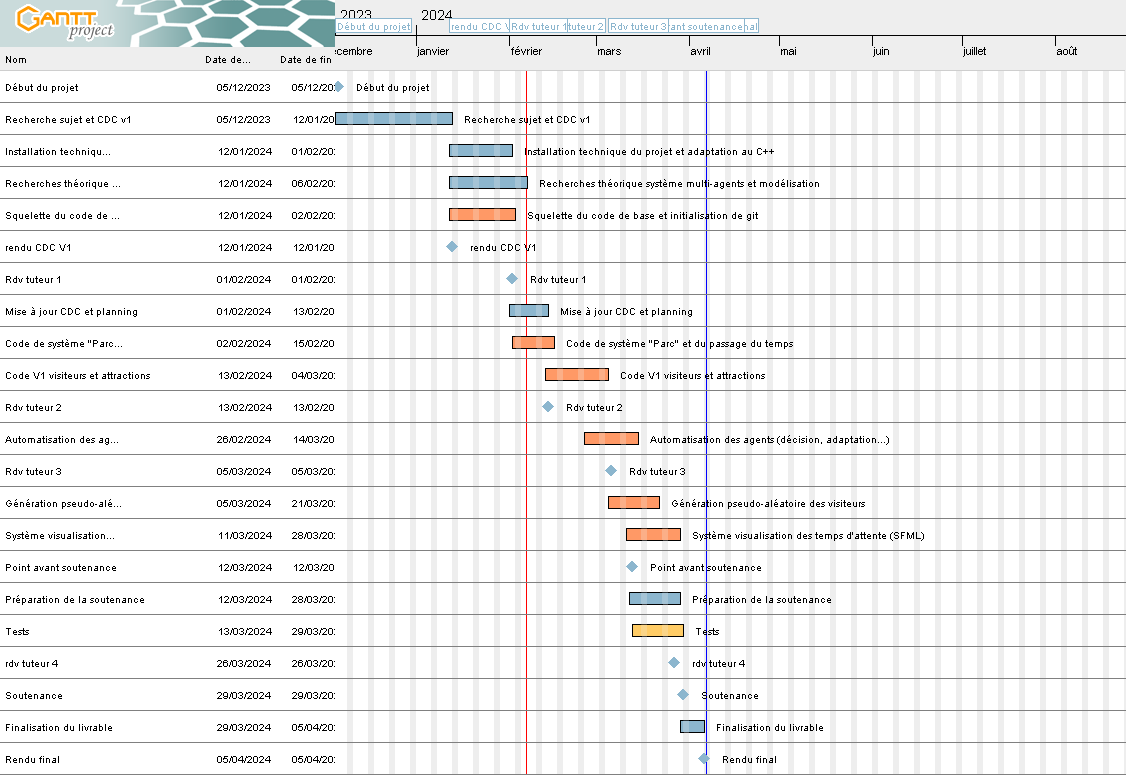 GANTT
project
2023
2024
Début du projet
rendu CDC V
Rdv tuteur 1
tuteur 2
Rdv tuteur 3
ant soutenance
nal
cembre
janvier
février
mars
avril
mai
juin
juillet
août
Nom
Date de...
Date de fin
Début du projet 05/12/2023 05/12/20 Début du projet
Recherche sujet et CDC v1 05/12/2023 12/01/20 Recherche sujet et CDC v1
Installation techniqu... 12/01/2024 01/02/20 Installation technique du projet et adaptation au C++
Recherches théorique ... 12/01/2024 06/02/20 Recherches théorique système multi-agents et modélisation
Squelette du code de ... 12/01/2024 02/02/20 Squelette du code de base et initialisation de git
rendu CDC V1 12/01/2024 12/01/20 rendu CDC V1
Rdv tuteur 1 01/02/2024 01/02/20 Rdv tuteur 1
Mise à jour CDC et planning 01/02/2024 13/02/20 Mise à jour CDC et planning
Code de système "Parc... 02/02/2024 15/02/20 Code de système "Parc" et du passage du temps
Code V1 visiteurs et attractions 13/02/2024 04/03/20 Code V1 visiteurs et attractions
Rdv tuteur 2 13/02/2024 13/02/20 Rdv tuteur 2
Automatisation des ag... 26/02/2024 14/03/20 Automatisation des agents (décision, adaptation...)
Rdv tuteur 3 05/03/2024 05/03/20 Rdv tuteur 3
Génération pseudo-alé... 05/03/2024 21/03/20 Génération pseudo-aléatoire des visiteurs
Système visualisation... 11/03/2024 28/03/20 Système visualisation des temps d'attente (SFML)
Point avant soutenance 12/03/2024 12/03/20 Point avant soutenance
Préparation de la soutenance 12/03/2024 28/03/20 Préparation de la soutenance
Tests 13/03/2024 29/03/20 Tests
rdv tuteur 4 26/03/2024 26/03/20 rdv tuteur 4
Soutenance 29/03/2024 29/03/20 Soutenance
Finalisation du livrable 29/03/2024 05/04/20 Finalisation du livrable
Rendu final 05/04/2024 05/04/20 Rendu final